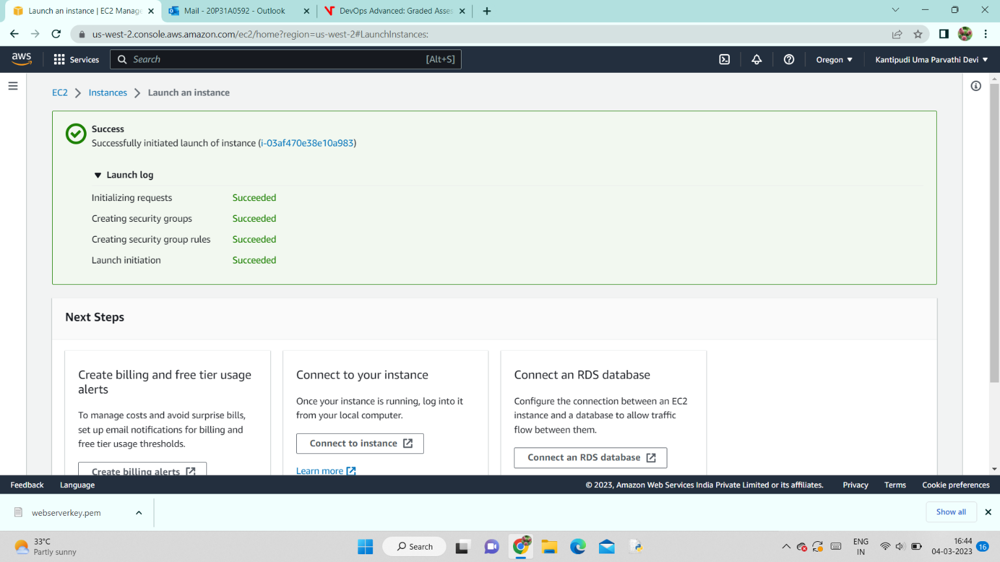 Launch an instance | EC2 Manage
Mail - 20P31A0592 - Outlook
DevOps Advanced: Graded Asses
us-west-2.console.aws.amazon.com/ec2/home?region=us-west-2#LaunchInstances:
aws
Services
Search
[Alt+S]
Oregon
Kantipudi Uma Parvathi Devi
EC2
Instances
Launch an instance
Success
Successfully initiated launch of instance (i-03af470e38e10a983)
Launch log
Initializing requests Succeeded
Creating security groups Succeeded
Creating security group rules Succeeded
Launch initiation Succeeded
Next Steps
Create billing and free tier usage
alerts
To manage costs and avoid surprise bills,
set up email notifications for billing and
free tier usage thresholds.
Create billing alerts
Connect to your instance
Once your instance is running, log into it
from your local computer.
Connect to instance
Learn more
Connect an RDS database
Configure the connection between an EC2
instance and a database to allow traffic
flow between them.
Connect an RDS database
Feedback
Language
© 2023, Amazon Web Services India Private Limited or its affiliates.
Privacy
Terms
Cookie preferences
webserverkey.pem
Show all
33°C
Partly sunny
Search
ENG
IN
16:44
04-03-2023
16